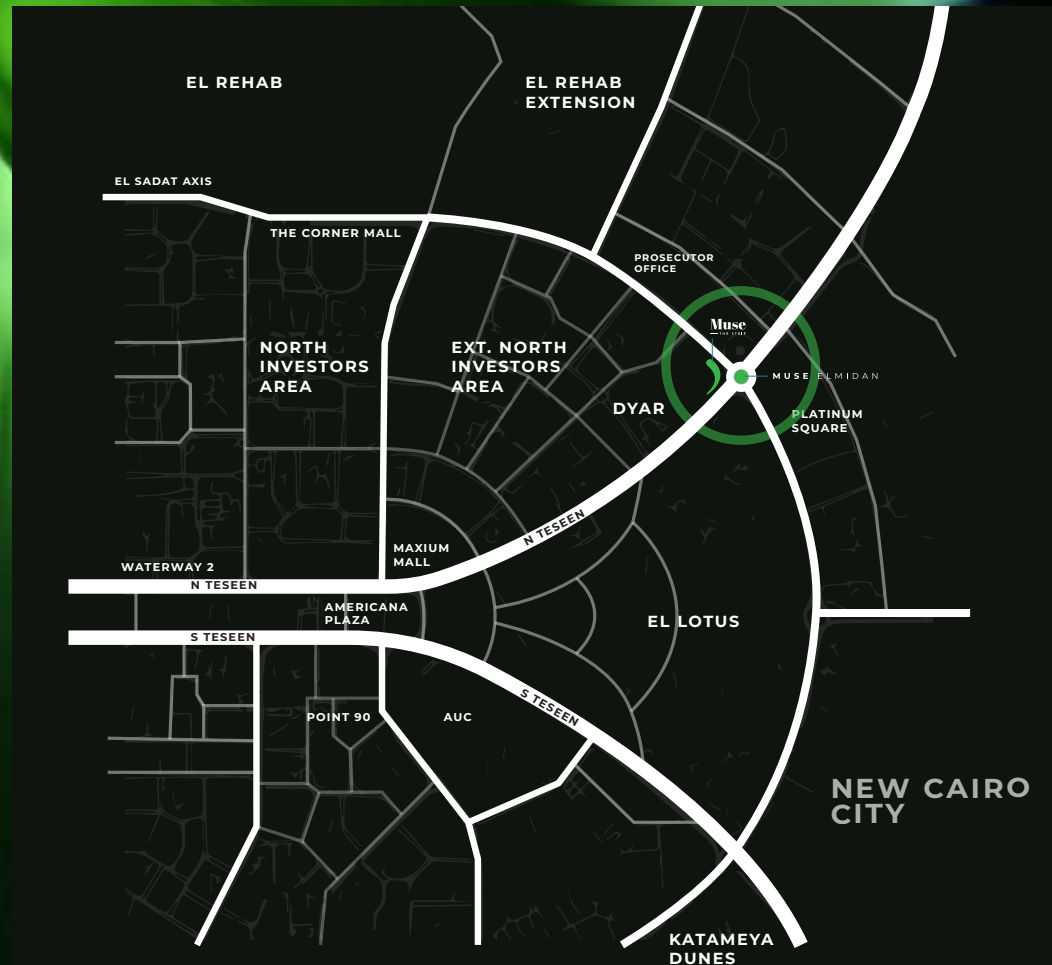 EL REHAB
EL REHAB
EXTENSION
EL SADAT AXIS
THE CORNER MALL
PROSECUTOR
OFFICE
Muse
THE STRIP
NORTH
INVESTORS
AREA
EXT. NORTH
INVESTORS
AREA
MUSE ELMIDAN
DYAR
PLATINUM
SQUARE
N TESEEN
MAXIUM
MALL
WATERWAY 2
N TESEEN
AMERICANA
PLAZA
EL LOTUS
S TESEEN
S TESEEN
POINT 90
AUC
NEW CAIRO
CITY
KATAMEYA
DUNES